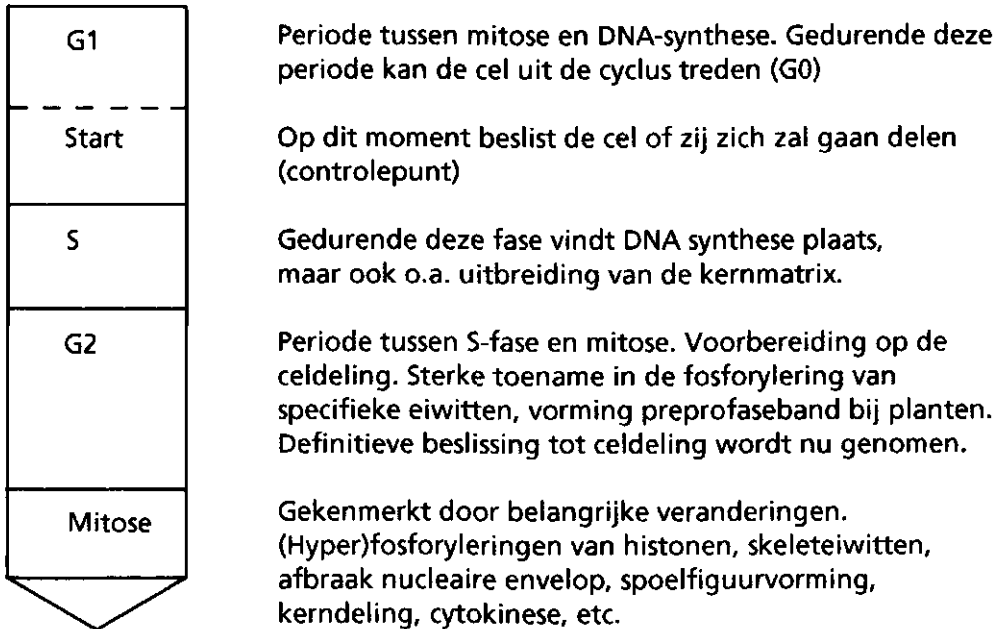 G1
Periode tussen mitose en DNA-synthese. Gedurende deze
periode kan de cel uit de cyclus treden (G0)
Start
Op dit moment beslist de cel of zij zich zal gaan delen
(controlepunt)
S
Gedurende deze fase vindt DNA synthese plaats,
maar ook o.a. uitbreiding van de kernmatrix.
G2
Periode tussen S-fase en mitose. Voorbereiding op de
celdeling. Sterke toename in de fosforylering van
specifieke eiwitten, vorming preprofaseband bij planten.
Definitieve beslissing tot celdeling wordt nu genomen.
Mitose
Gekenmerkt door belangrijke veranderingen.
(Hyper)fosforyleringen van histonen, skeleteiwitten,
afbraak nucleaire envelop, spoelfiguurvorming,
kerndeling, cytokinese, etc.